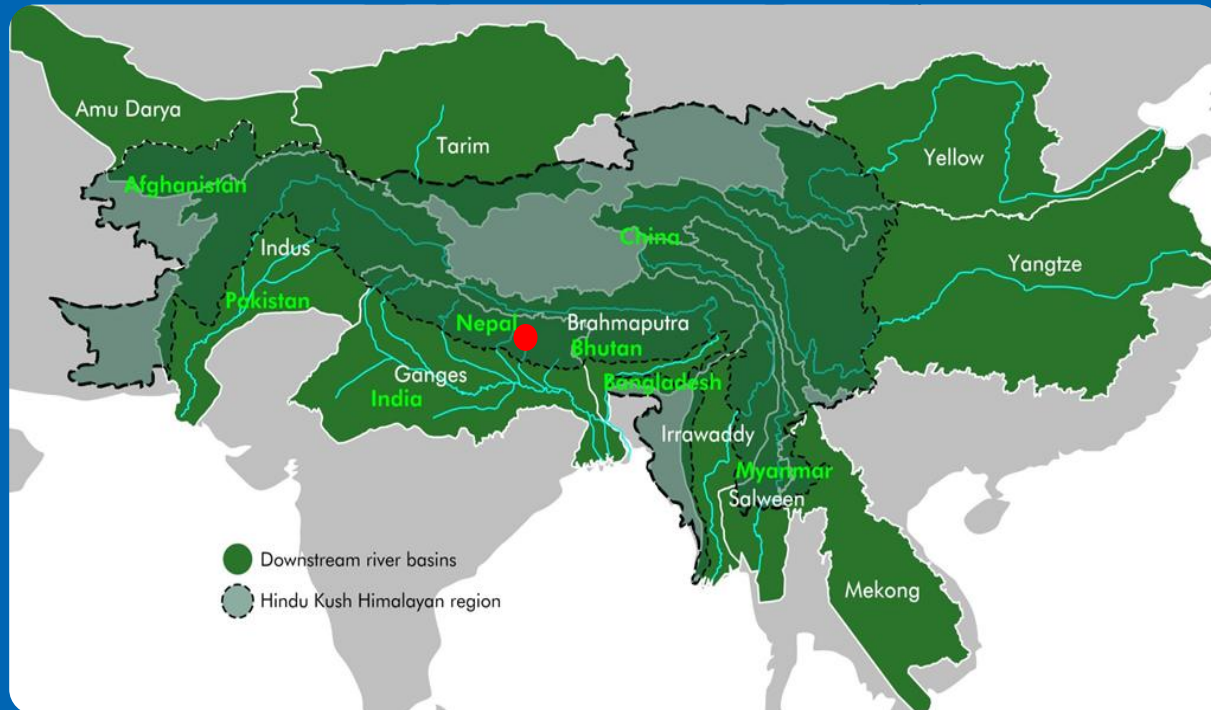 Amu Darya
Tarim
Yellow
Afghanistan
China
Indus
Yangtze
Pakistan
Nepal
Brahmaputra
Bhutan
Ganges
Bangladesh
India
Irrawaddy
Myanmar
Salween
Downstream river basins
Mekong
Hindu Kush Himalayan region